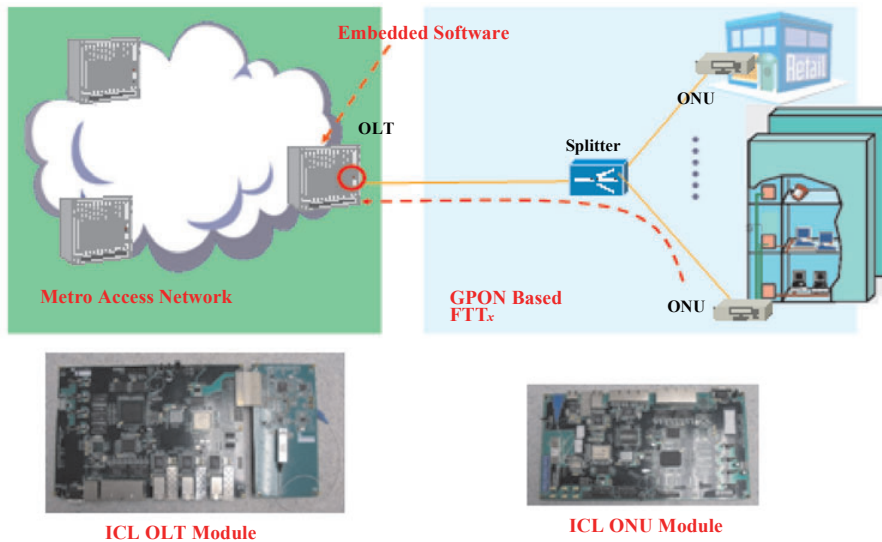 Embedded Software
OLT
ONU
Retail
Splitter
Metro Access Network
GPON Based
FTTx
ONU
ICL OLT Module
ICL ONU Module